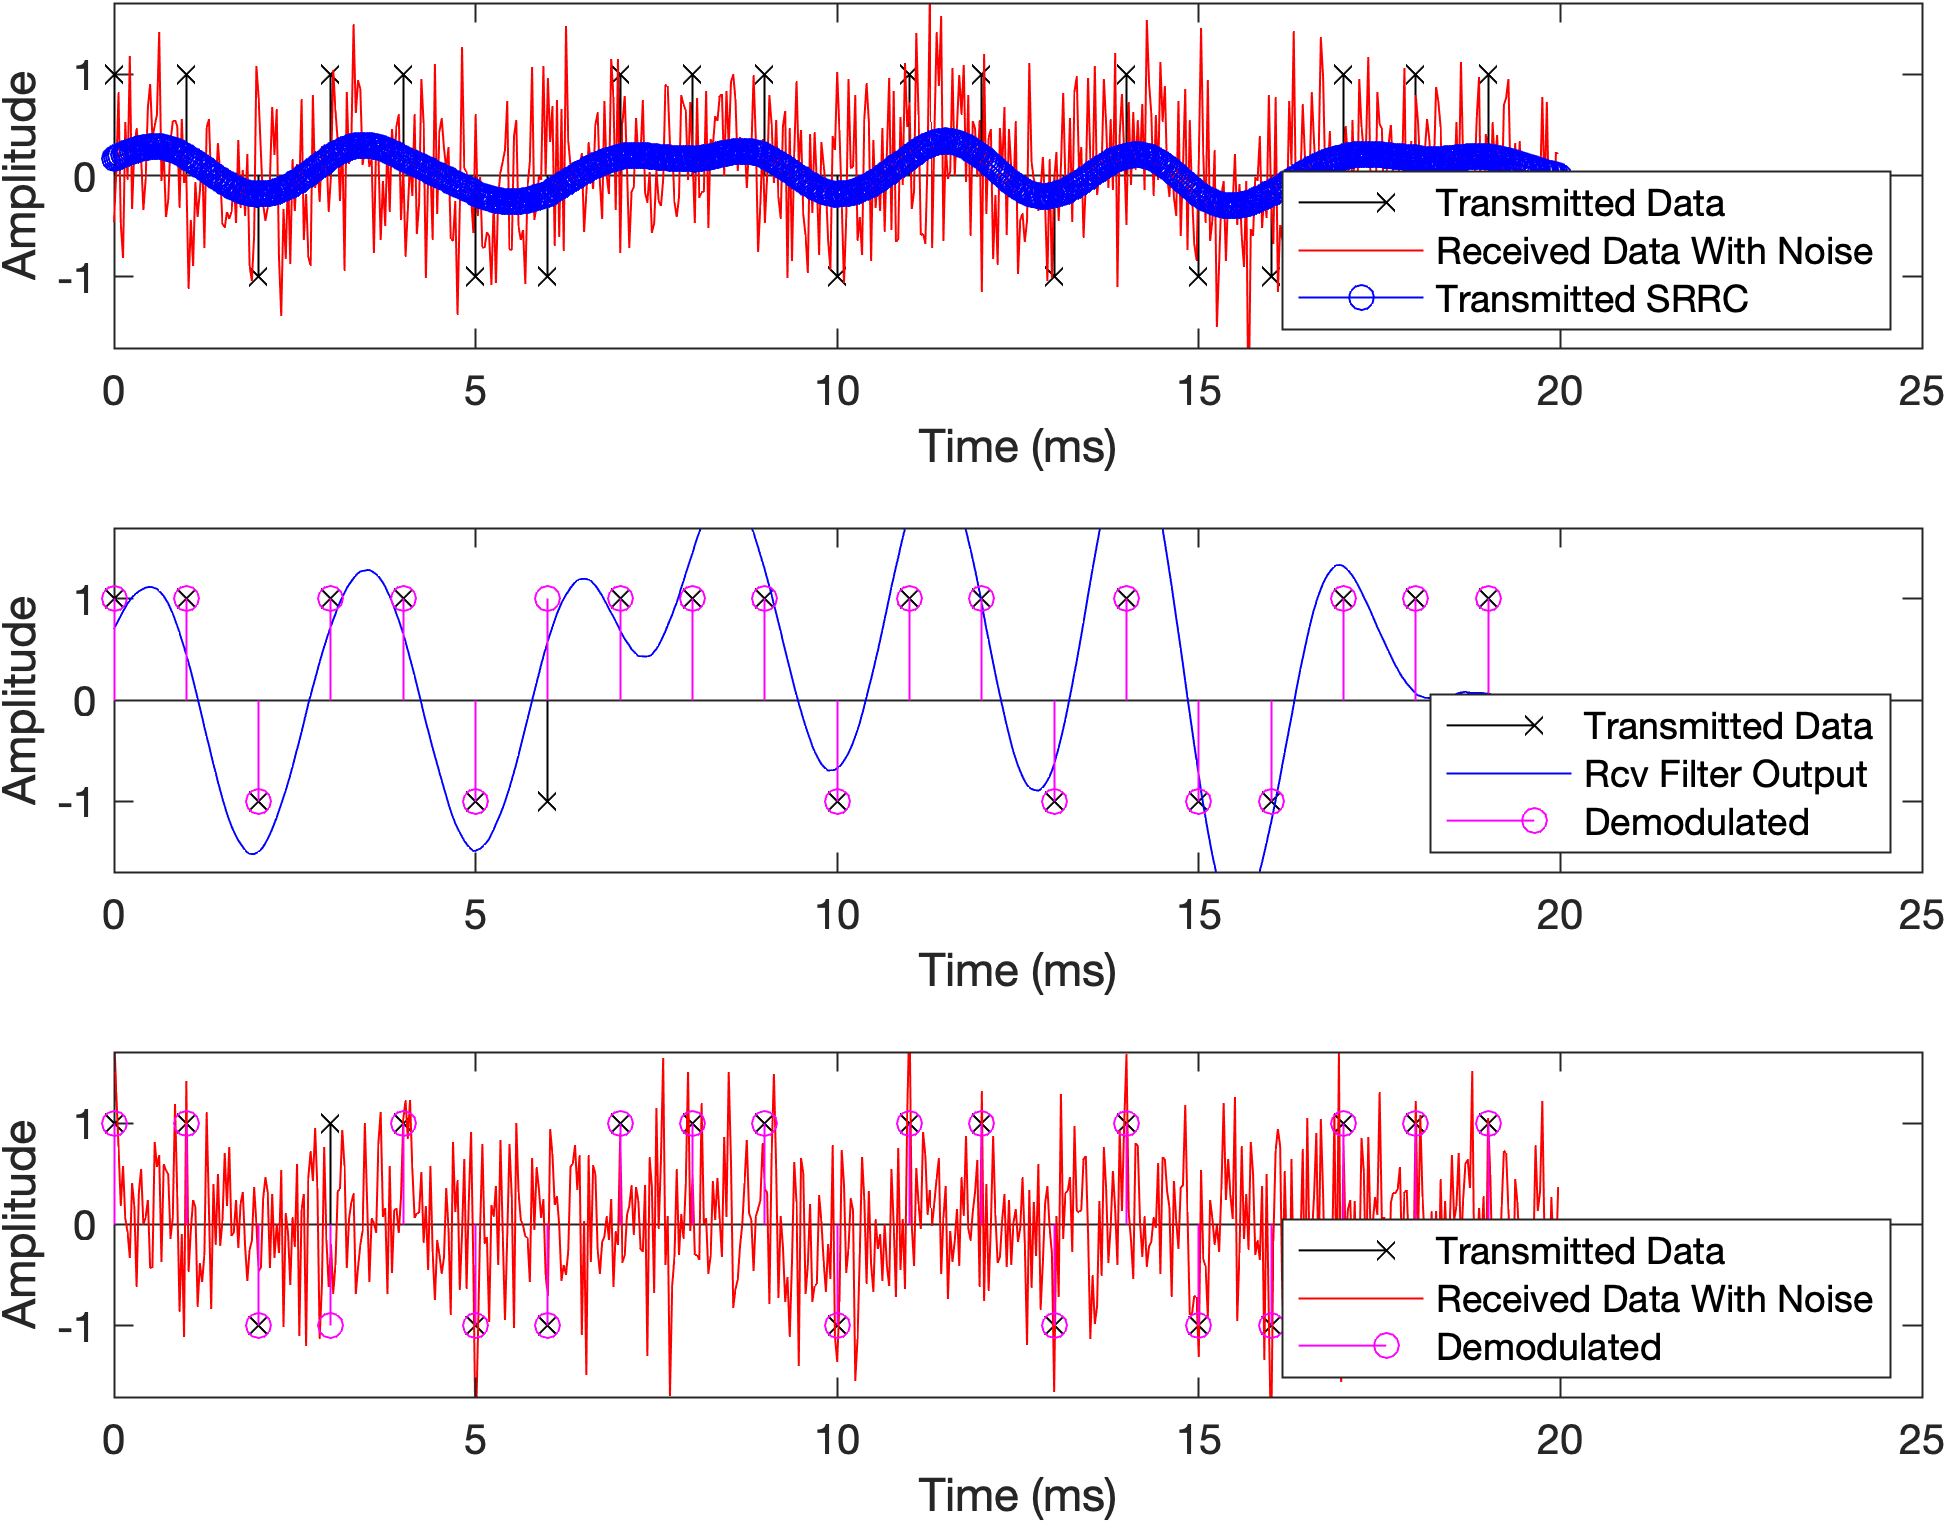 Amplitude
1
0
-1
Transmitted Data
Received Data With Noise
Transmitted SRRC
0 5 10 15 20 25
Time (ms)
Amplitude
1
0
-1
Transmitted Data
Rcv Filter Output
Demodulated
0 5 10 15 20 25
Time (ms)
Amplitude
1
0
-1
Transmitted Data
Received Data With Noise
Demodulated
0 5 10 15 20 25
Time (ms)